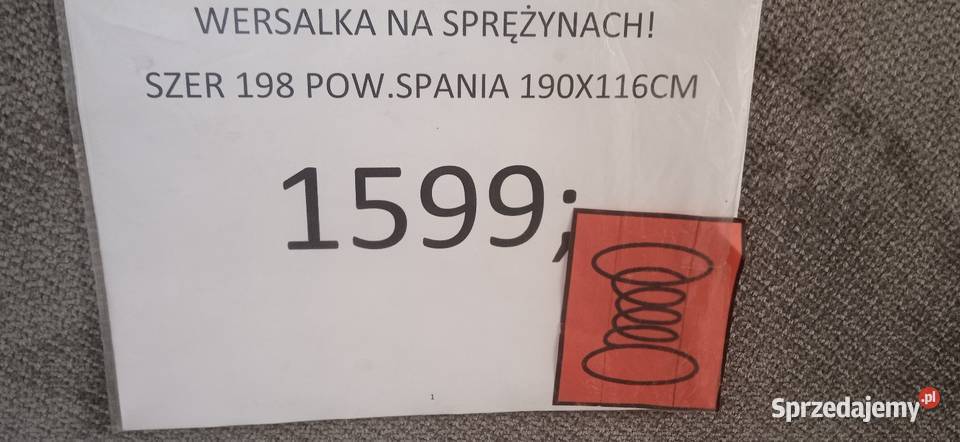 WERSALKA NA SPRĘŻYNACH!
SZER 198 POW.SPANIA 190X116CM
1599;
1
Sprzedajemy.pl